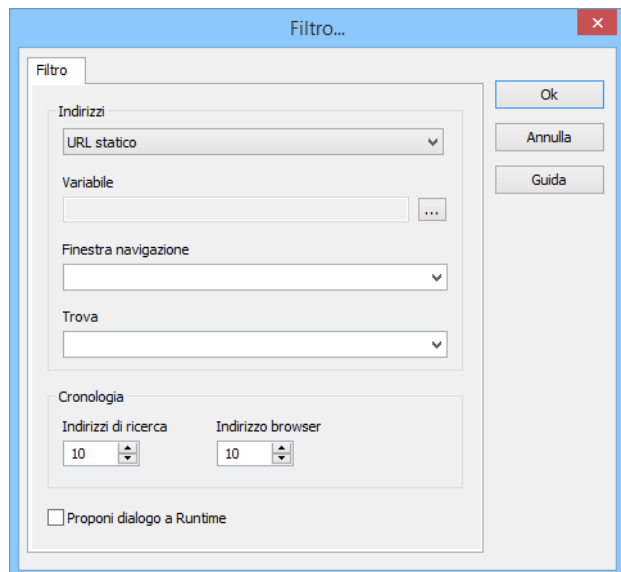 Filtro...
Filtro
Ok
Annulla
Guida
Indirizzi
URL statico
Variabile
...
Finestra navigazione
Trova
Cronologia
Indirizzi di ricerca Indirizzo browser
10 10
Proponi dialogo a Runtime